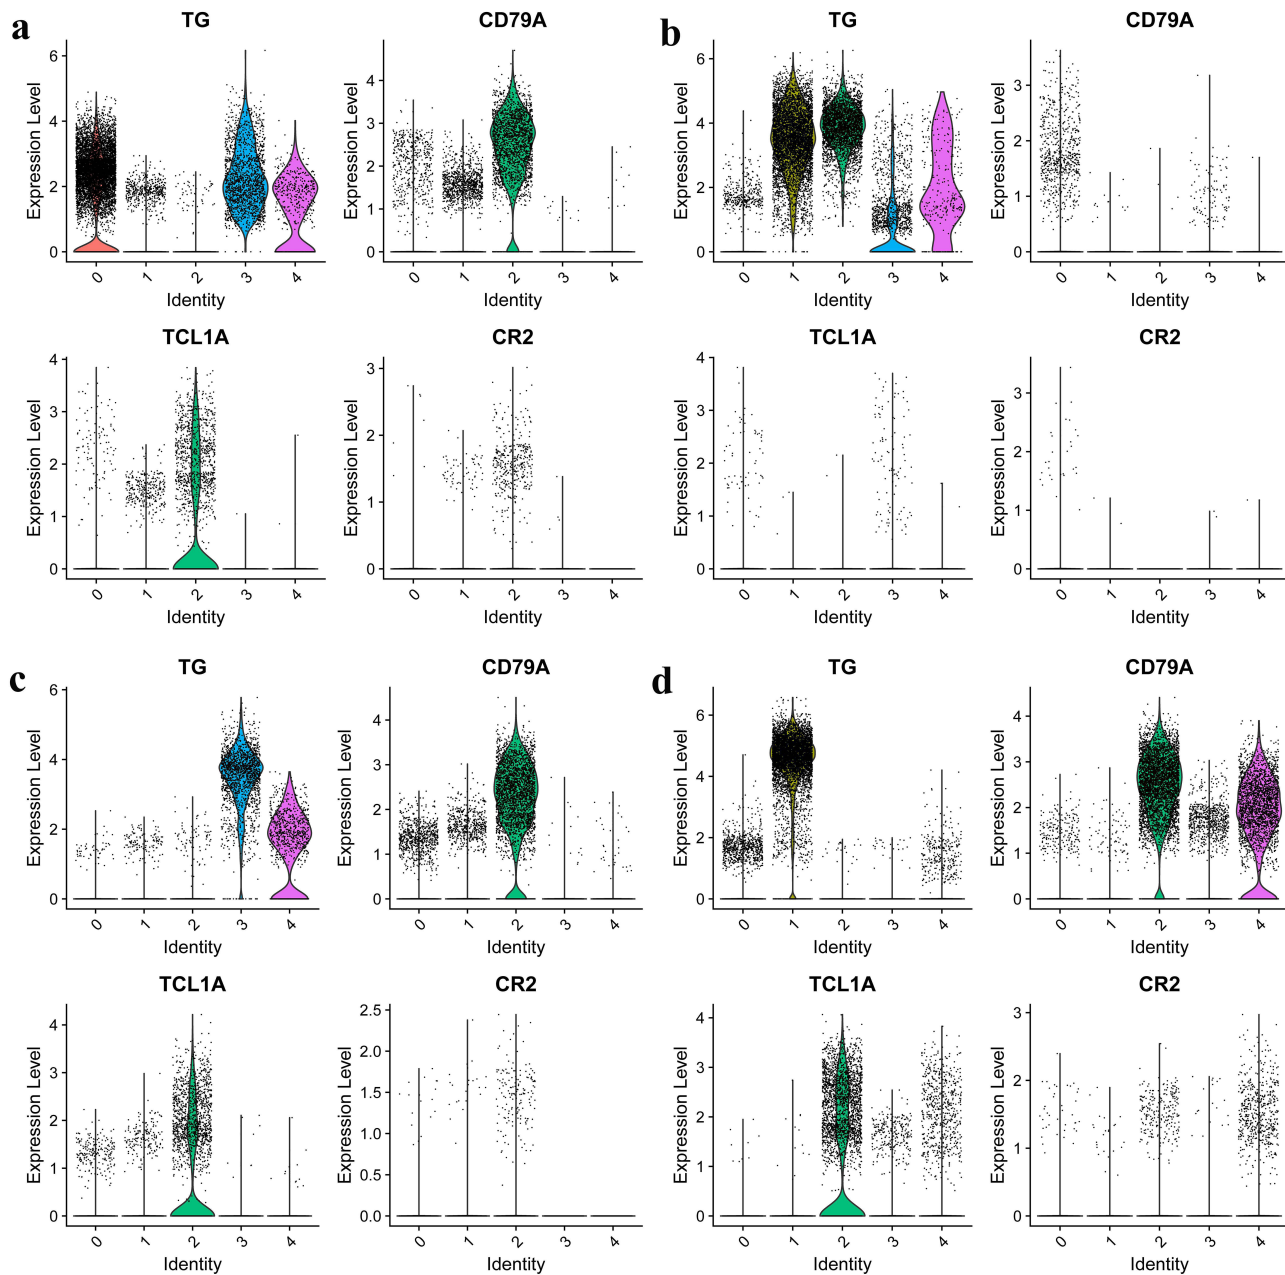 a
TG
Expression Level
6
4
2
0
0 1 2 3 4
Identity
CD79A
Expression Level
4
3
2
1
0
0 1 2 3 4
Identity
TCL1A
Expression Level
4
3
2
1
0
0 1 2 3 4
Identity
CR2
Expression Level
3
2
1
0
0 1 2 3 4
Identity
b
TG
Expression Level
6
4
2
0
0 1 2 3 4
Identity
CD79A
Expression Level
3
2
1
0
0 1 2 3 4
Identity
TCL1A
Expression Level
4
3
2
1
0
0 1 2 3 4
Identity
CR2
Expression Level
3
2
1
0
0 1 2 3 4
Identity
c
TG
Expression Level
6
4
2
0
0 1 2 3 4
Identity
CD79A
Expression Level
4
3
2
1
0
0 1 2 3 4
Identity
TCL1A
Expression Level
4
3
2
1
0
0 1 2 3 4
Identity
CR2
Expression Level
2.5
2.0
1.5
1.0
0.5
0.0
0 1 2 3 4
Identity
d
TG
Expression Level
6
4
2
0
0 1 2 3 4
Identity
CD79A
Expression Level
4
3
2
1
0
0 1 2 3 4
Identity
TCL1A
Expression Level
4
3
2
1
0
0 1 2 3 4
Identity
CR2
Expression Level
3
2
1
0
0 1 2 3 4
Identity